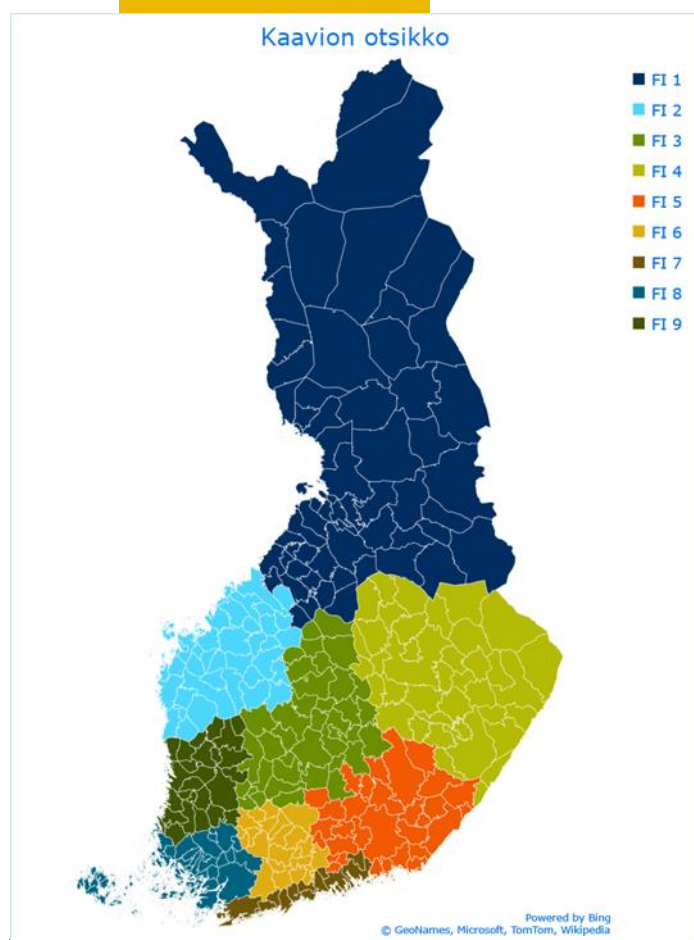 Kaavion otsikko
FI 1
FI 2
FI 3
FI 4
FI 5
FI 6
FI 7
FI 8
FI 9
Powered by Bing
© GeoNames, Microsoft, TomTom, Wikipedia